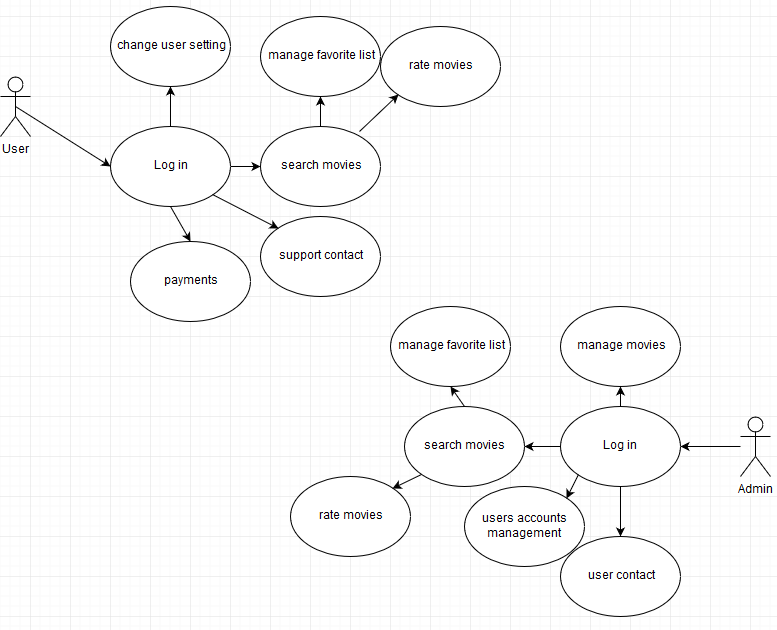 change user setting
manage favorite list
rate movies
User
Log in
search movies
support contact
payments
manage favorite list
manage movies
search movies
Log in
Admin
rate movies
users accounts
management
user contact